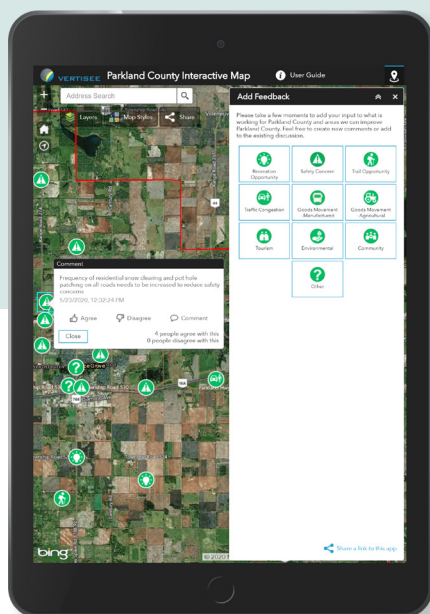 VERTISEE Parkland County Interactive Map
User Guide
Address Search
Layers
Map Styles
Share
Add Feedback
Please take a few moments to add your input to what is
working for Parkland County and areas we can improve
Parkland County. Feel free to create new comments or add
to the existing discussion.
Recreation
Opportunity
Safety Concern
Trail Opportunity
Traffic Congestion
Goods Movement
Manufactured
Goods Movement
Agricultural
Tourism
Environmental
Community
Other
Comment
Frequency of residential snow clearing and pot hole
patching on all roads needs to be increased to reduce safety
concerns
5/23/2020, 12:32:24 PM
Agree
Disagree
Comment
Close
4 people agree with this
0 people disagree with this
bing
© 2020
Share a link to this app